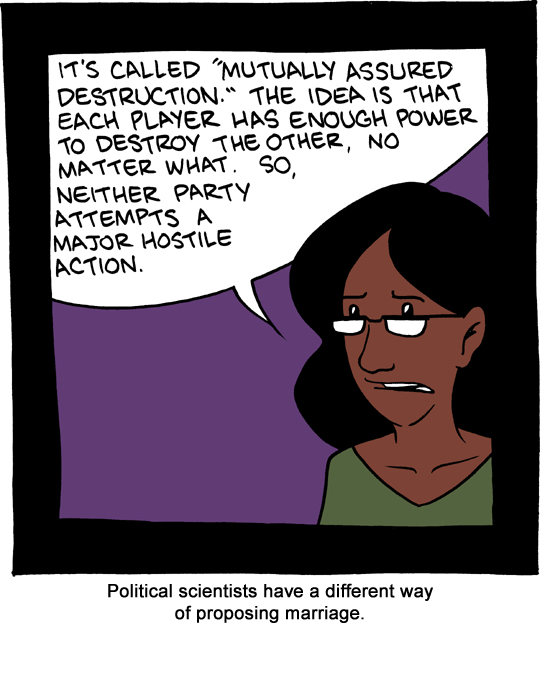 IT'S CALLED "MUTUALLY ASSURED
DESTRUCTION." THE IDEA IS THAT
EACH PLAYER HAS ENOUGH POWER
TO DESTROY THE OTHER, NO
MATTER WHAT. SO,
NEITHER PARTY
ATTEMPTS A
MAJOR HOSTILE
ACTION.
Political scientists have a different way
of proposing marriage.